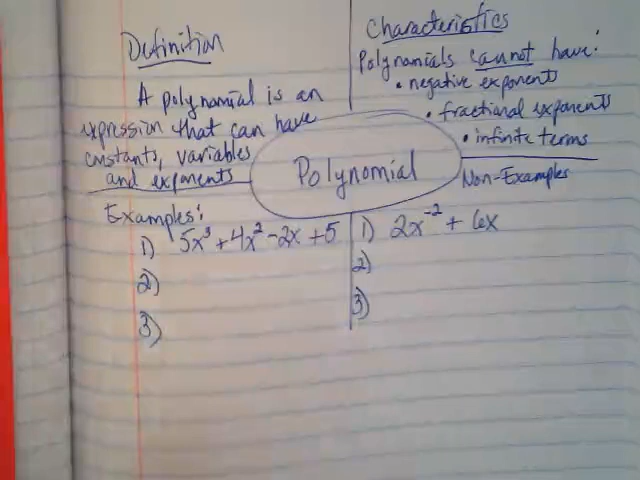 Definition
A polynomial is an
expression that can have
constants, variables
and exponents
Characteristics
Polynomials cannot have:
• negative exponents
• fractional exponents
• infinite terms
Polynomial
Examples:
1) 5x³ + 4x² - 2x + 5
2)
3)
Non-Examples
1) 2x⁻² + 6x
2)
3)